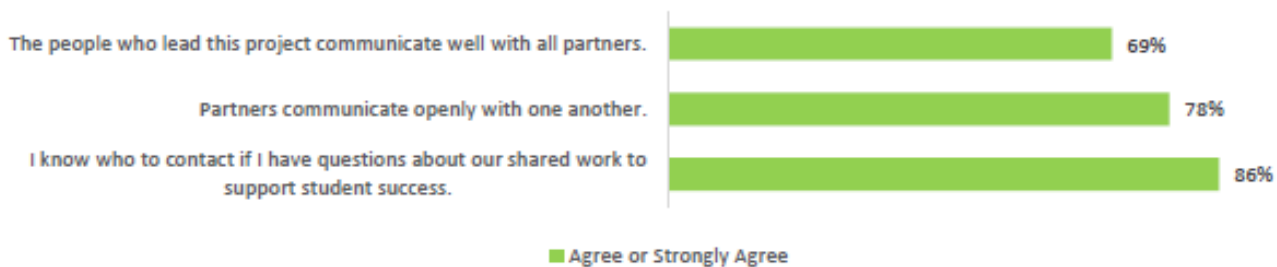 The people who lead this project communicate well with all partners.
69%
Partners communicate openly with one another.
78%
I know who to contact if I have questions about our shared work to
support student success.
86%
Agree or Strongly Agree